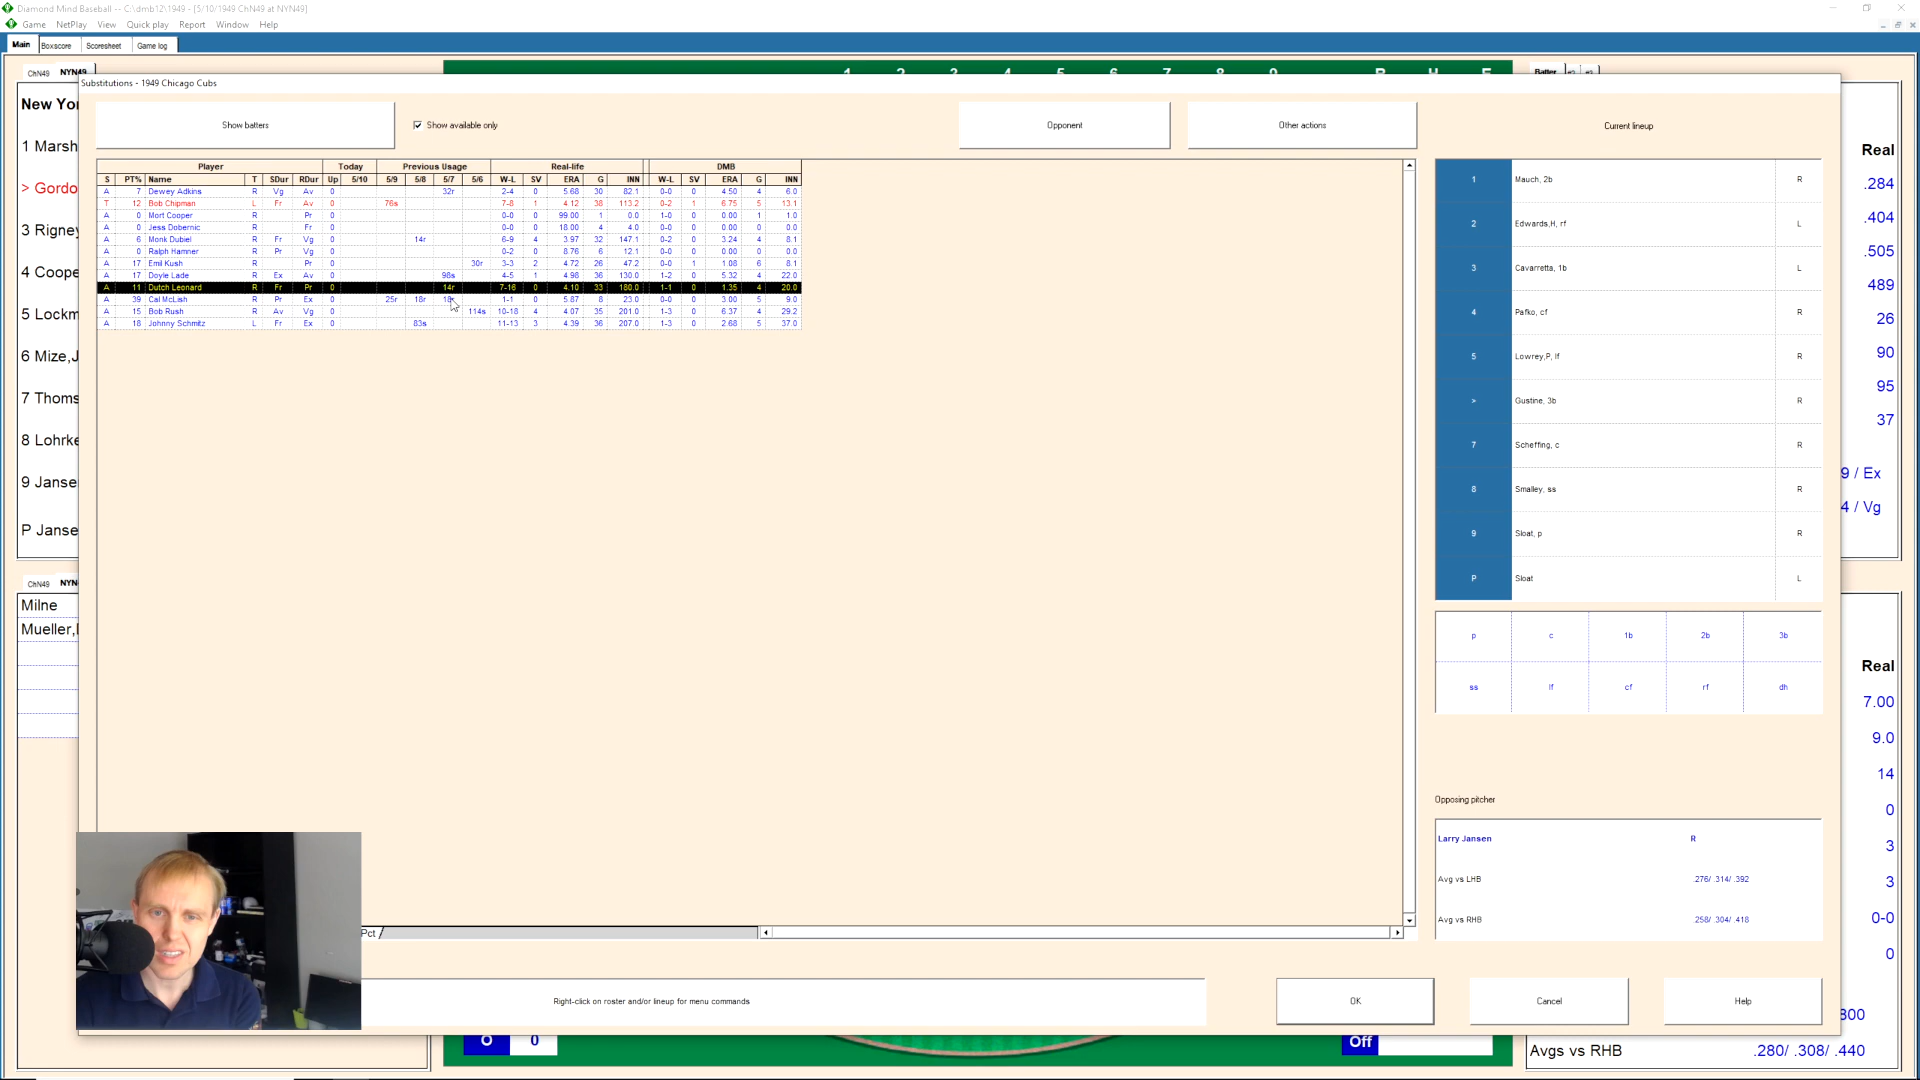 Diamond Mind Baseball -- C:\dmb12\1949 - [5/10/1949 ChN49 at NYN49]
Game NetPlay View Quick play Report Window Help
Main Boxscore Scoresheet Game log
ChN49 NYN49 1 2 3 4 5 6 7 8 9 R H E Batter
Substitutions - 1949 Chicago Cubs
New Yo
Show batters Show available only Opponent Other actions Current lineup
1 Marsh
> Gordo
3 Rigney
4 Coope
5 Lockm
6 Mize,J
7 Thoms
8 Lohrke
9 Janse
P Janse
Player Today Previous Usage Real-life DMB
S PT% Name T SDur RDur Up 5/10 5/9 5/8 5/7 5/6 W-L SV ERA G INN W-L SV ERA G INN
A 7 Dewey Adkins R Vg Av 0 32r 2-4 0 5.68 30 82.1 0-0 0 4.50 4 6.0
T 12 Bob Chipman L Fr Av 0 76s 7-8 1 4.12 38 113.2 0-2 1 6.75 5 13.1
A 0 Mort Cooper R Pr 0 0-0 0 99.00 1 0.0 1-0 0 0.00 1 1.0
A 0 Jess Dobernic R Fr 0 0-0 0 18.00 4 4.0 0-0 0 0.00 0 0.0
A 6 Monk Dubiel R Fr Vg 0 14r 6-9 4 3.97 32 147.1 0-2 0 3.24 4 8.1
A 0 Ralph Hamner R Pr Vg 0 0-2 0 8.76 6 12.1 0-0 0 0.00 0 0.0
A 17 Emil Kush R Pr 0 30r 3-3 2 4.72 26 47.2 0-0 1 1.08 6 8.1
A 17 Doyle Lade R Ex Av 0 98s 4-5 1 4.98 36 130.0 1-2 0 5.32 4 22.0
A 11 Dutch Leonard R Fr Pr 0 14r 7-16 0 4.10 33 180.0 1-1 0 1.35 4 20.0
A 39 Cal McLish R Pr Ex 0 25r 18r 1-1 0 5.87 8 23.0 0-0 0 3.00 5 9.0
A 15 Bob Rush R Av Vg 0 114s 10-18 4 4.07 35 201.0 1-3 0 6.37 4 29.2
A 18 Johnny Schmitz L Fr Ex 0 83s 11-13 3 4.39 36 207.0 1-3 0 2.68 5 37.0
1 Mauch, 2b R
2 Edwards,H, rf L
3 Cavarretta, 1b L
4 Pafko, cf R
5 Lowrey,P, lf R
> Gustine, 3b R
7 Scheffing, c R
8 Smalley, ss R
9 Sloat, p R
P Sloat L
p c 1b 2b 3b
ss lf cf rf dh
Opposing pitcher
Larry Jansen R
Avg vs LHB .276/ .314/ .392
Avg vs RHB .258/ .304/ .418
Real
.284
.404
.505
489
26
90
95
37
9 / Ex
4 / Vg
ChN49 NYN
Milne
Mueller,
Real
7.00
9.0
14
0
3
3
0-0
0
Pct
Right-click on roster and/or lineup for menu commands
OK Cancel Help
300
O 0 Off
Avgs vs RHB .280/ .308/ .440